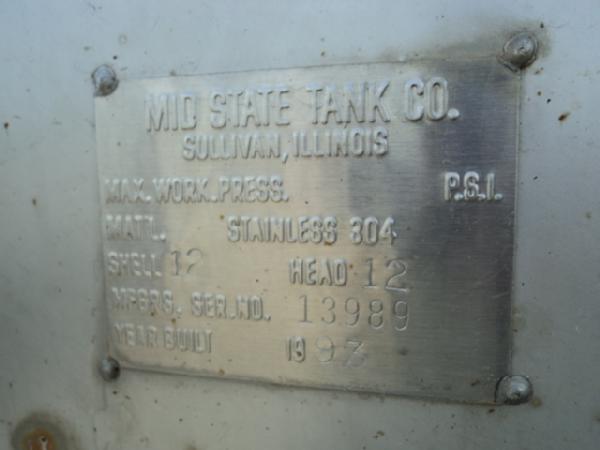 MID STATE TANK CO.
SULLIVAN, ILLINOIS
MAX. WORK. PRESS. P.S.I.
MAT'L. STAINLESS 304
SHELL 12 HEAD 12
MFGRS. SER. NO. 13989
YEAR BUILT 1993